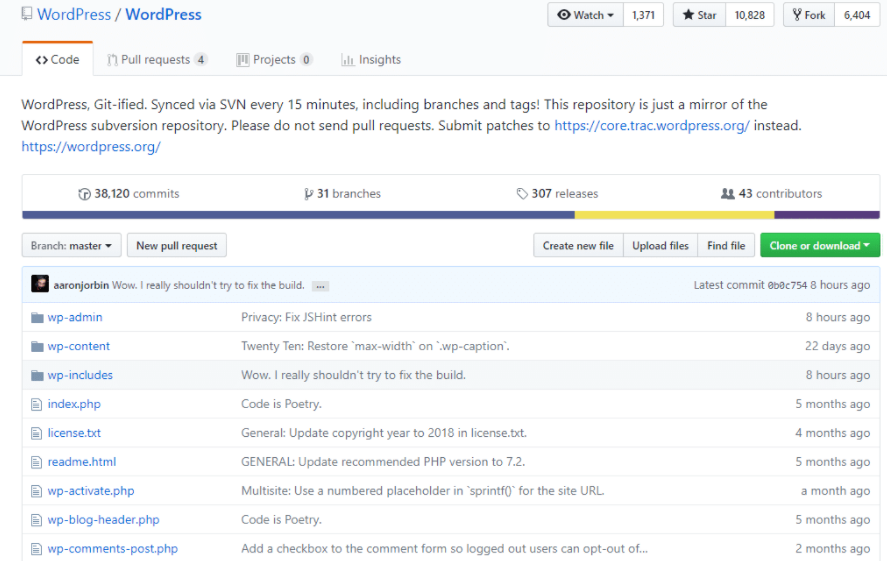 WordPress / WordPress Watch 1,371 Star 10,828 Fork 6,404
Code Pull requests 4 Projects 0 Insights
WordPress, Git-ified. Synced via SVN every 15 minutes, including branches and tags! This repository is just a mirror of the
WordPress subversion repository. Please do not send pull requests. Submit patches to https://core.trac.wordpress.org/ instead.
https://wordpress.org/
38,120 commits 31 branches 307 releases 43 contributors
Branch: master New pull request Create new file Upload files Find file Clone or download
aaronjorbin Wow. I really shouldn't try to fix the build. ... Latest commit 0b0c754 8 hours ago
wp-admin Privacy: Fix JSHint errors 8 hours ago
wp-content Twenty Ten: Restore `max-width` on `.wp-caption`. 22 days ago
wp-includes Wow. I really shouldn't try to fix the build. 8 hours ago
index.php Code is Poetry. 5 months ago
license.txt General: Update copyright year to 2018 in license.txt. 4 months ago
readme.html GENERAL: Update recommended PHP version to 7.2. 5 months ago
wp-activate.php Multisite: Use a numbered placeholder in `sprintf()` for the site URL. a month ago
wp-blog-header.php Code is Poetry. 5 months ago
wp-comments-post.php Add a checkbox to the comment form so logged out users can opt-out of... 2 months ago